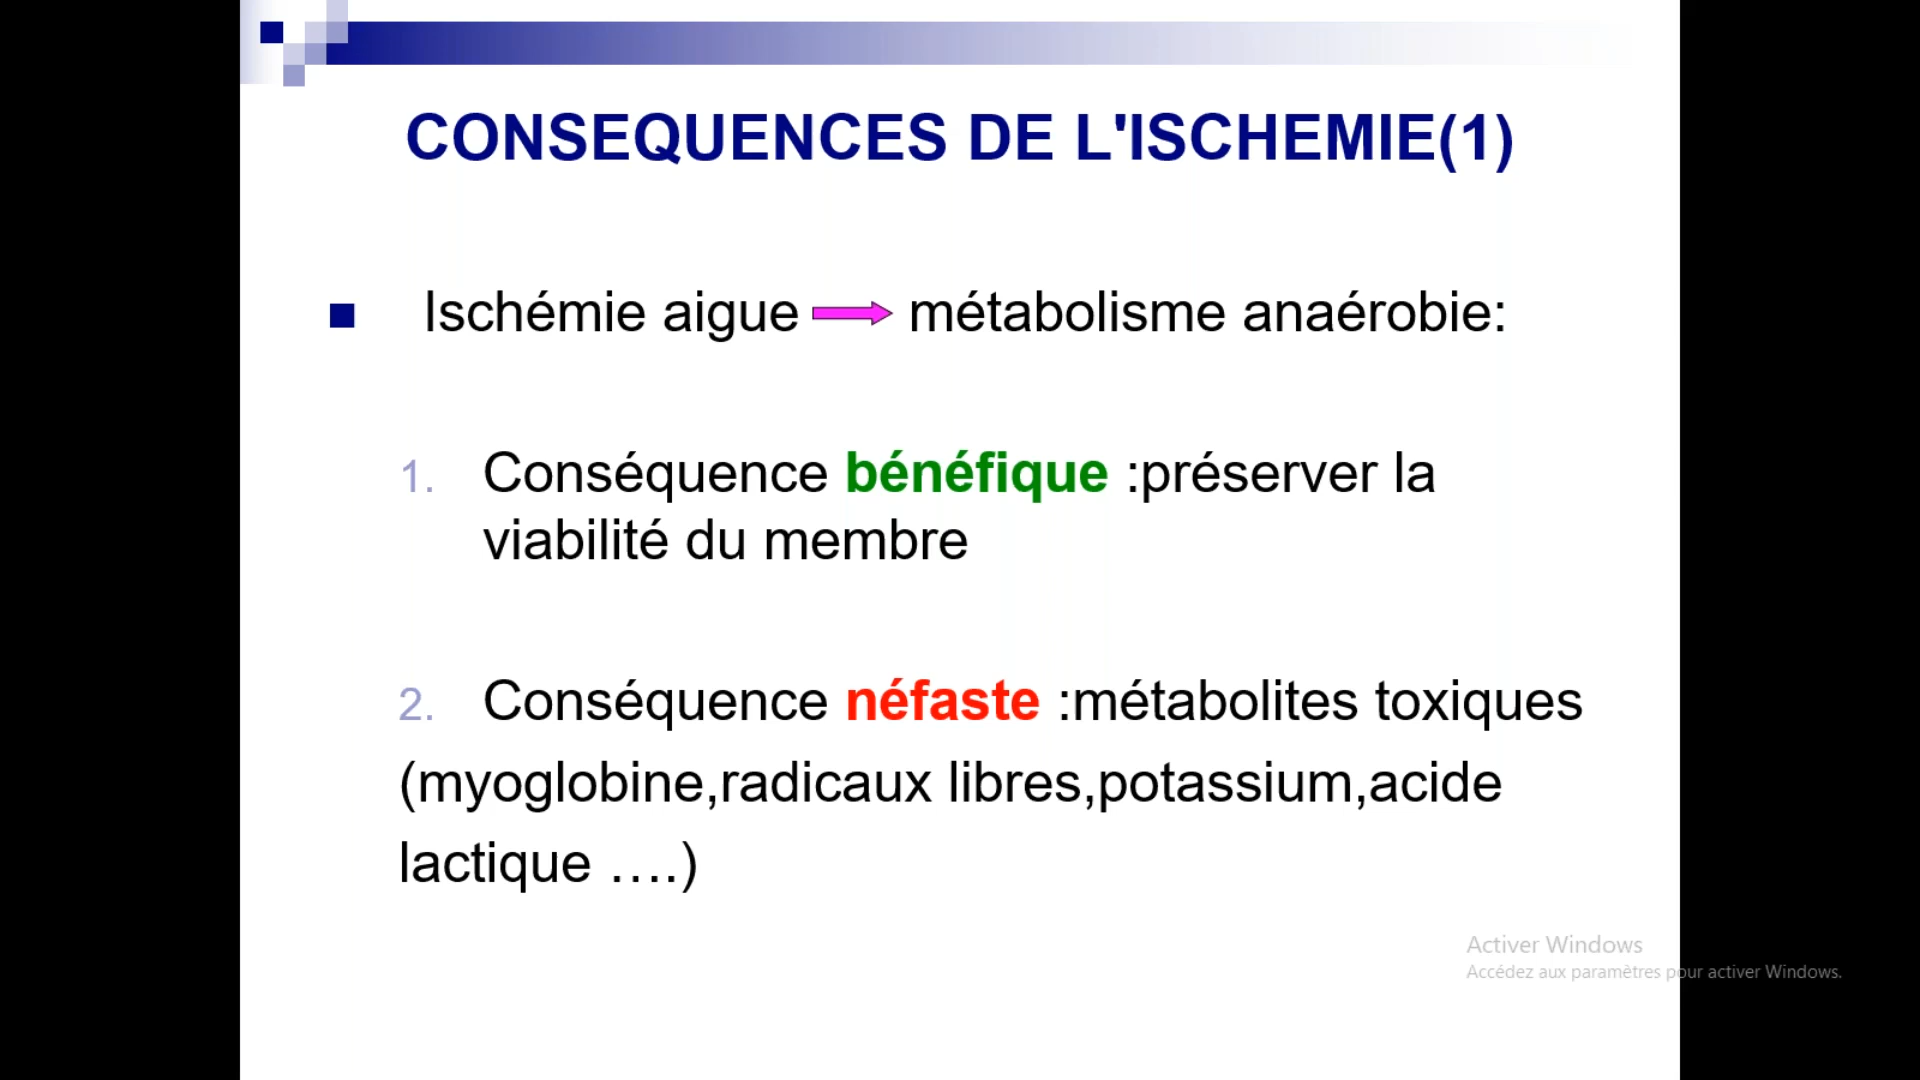 CONSEQUENCES DE L'ISCHEMIE(1)
Ischémie aigue métabolisme anaérobie:
1. Conséquence bénéfique :préserver la
viabilité du membre
2. Conséquence néfaste :métabolites toxiques
(myoglobine,radicaux libres,potassium,acide
lactique ....)
Activer Windows
Accédez aux paramètres pour activer Windows.